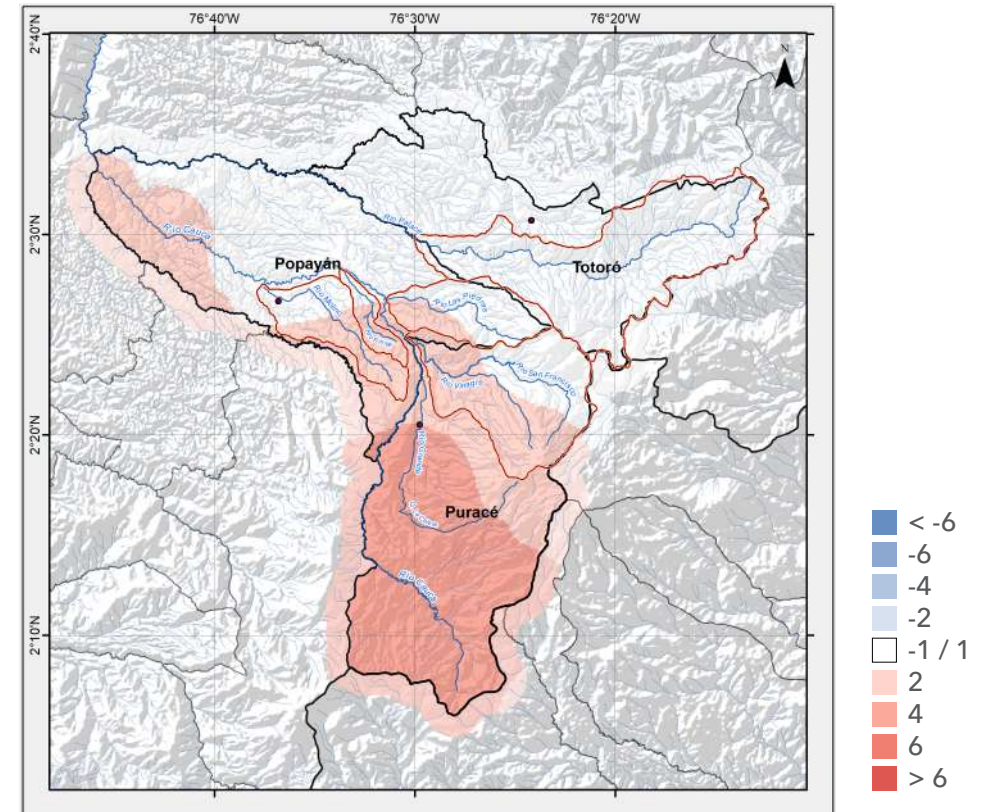 76°40'W 76°30'W 76°20'W
2°40'N
N
2°30'N
Río Palacé
Río Cauca
Popayán
Totoró
Río Molino
Río Las Piedras
Río San Francisco
Río Vinagre
2°20'N
Puracé
Río Cauca
2°10'N
< -6
-6
-4
-2
-1 / 1
2
4
6
> 6